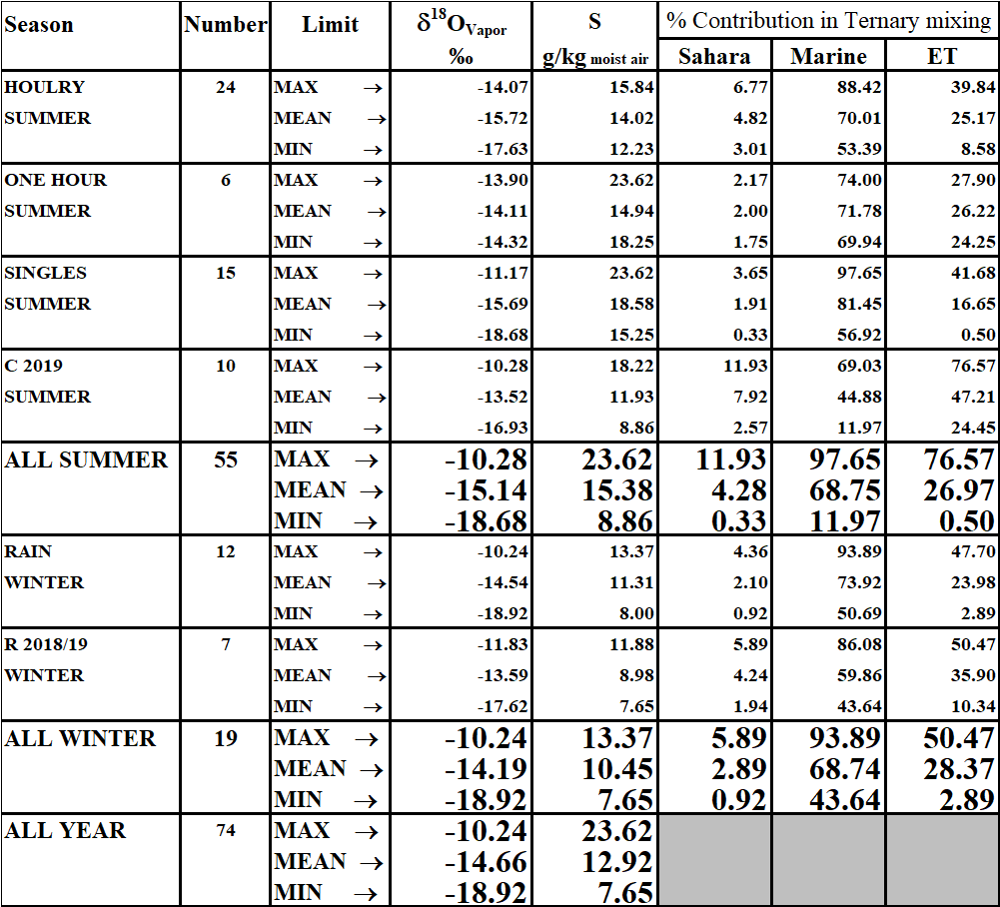 Season Number Limit δ18OVapor S % Contribution in Ternary mixing
‰ g/kg moist air Sahara Marine ET
HOULRY 24 MAX → -14.07 15.84 6.77 88.42 39.84
SUMMER MEAN → -15.72 14.02 4.82 70.01 25.17
MIN → -17.63 12.23 3.01 53.39 8.58
ONE HOUR 6 MAX → -13.90 23.62 2.17 74.00 27.90
SUMMER MEAN → -14.11 14.94 2.00 71.78 26.22
MIN → -14.32 18.25 1.75 69.94 24.25
SINGLES 15 MAX → -11.17 23.62 3.65 97.65 41.68
SUMMER MEAN → -15.69 18.58 1.91 81.45 16.65
MIN → -18.68 15.25 0.33 56.92 0.50
C 2019 10 MAX → -10.28 18.22 11.93 69.03 76.57
SUMMER MEAN → -13.52 11.93 7.92 44.88 47.21
MIN → -16.93 8.86 2.57 11.97 24.45
ALL SUMMER 55 MAX → -10.28 23.62 11.93 97.65 76.57
MEAN → -15.14 15.38 4.28 68.75 26.97
MIN → -18.68 8.86 0.33 11.97 0.50
RAIN 12 MAX → -10.24 13.37 4.36 93.89 47.70
WINTER MEAN → -14.54 11.31 2.10 73.92 23.98
MIN → -18.92 8.00 0.92 50.69 2.89
R 2018/19 7 MAX → -11.83 11.88 5.89 86.08 50.47
WINTER MEAN → -13.59 8.98 4.24 59.86 35.90
MIN → -17.62 7.65 1.94 43.64 10.34
ALL WINTER 19 MAX → -10.24 13.37 5.89 93.89 50.47
MEAN → -14.19 10.45 2.89 68.74 28.37
MIN → -18.92 7.65 0.92 43.64 2.89
ALL YEAR 74 MAX → -10.24 23.62
MEAN → -14.66 12.92
MIN → -18.92 7.65